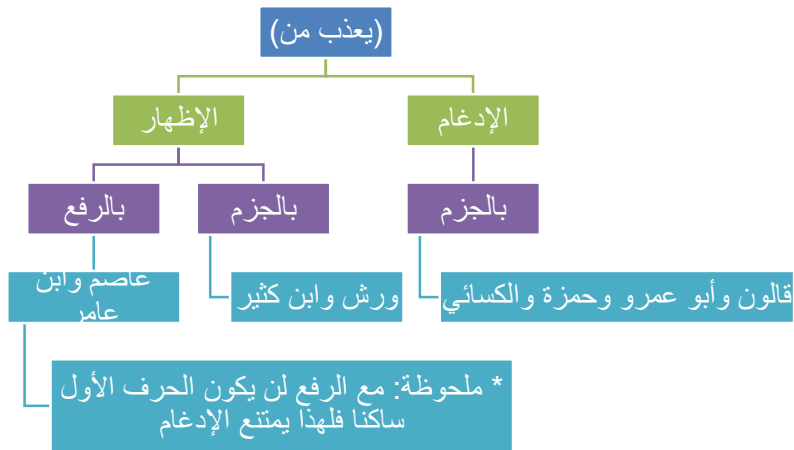 (يعذب من)
الإدغام
الإظهار
بالجزم
بالجزم
بالرفع
قالون وأبو عمرو وحمزة والكسائي
ورش وابن كثير
عاصم وابن
عامر
* ملحوظة: مع الرفع لن يكون الحرف الأول
ساكنا فلهذا يمتنع الإدغام